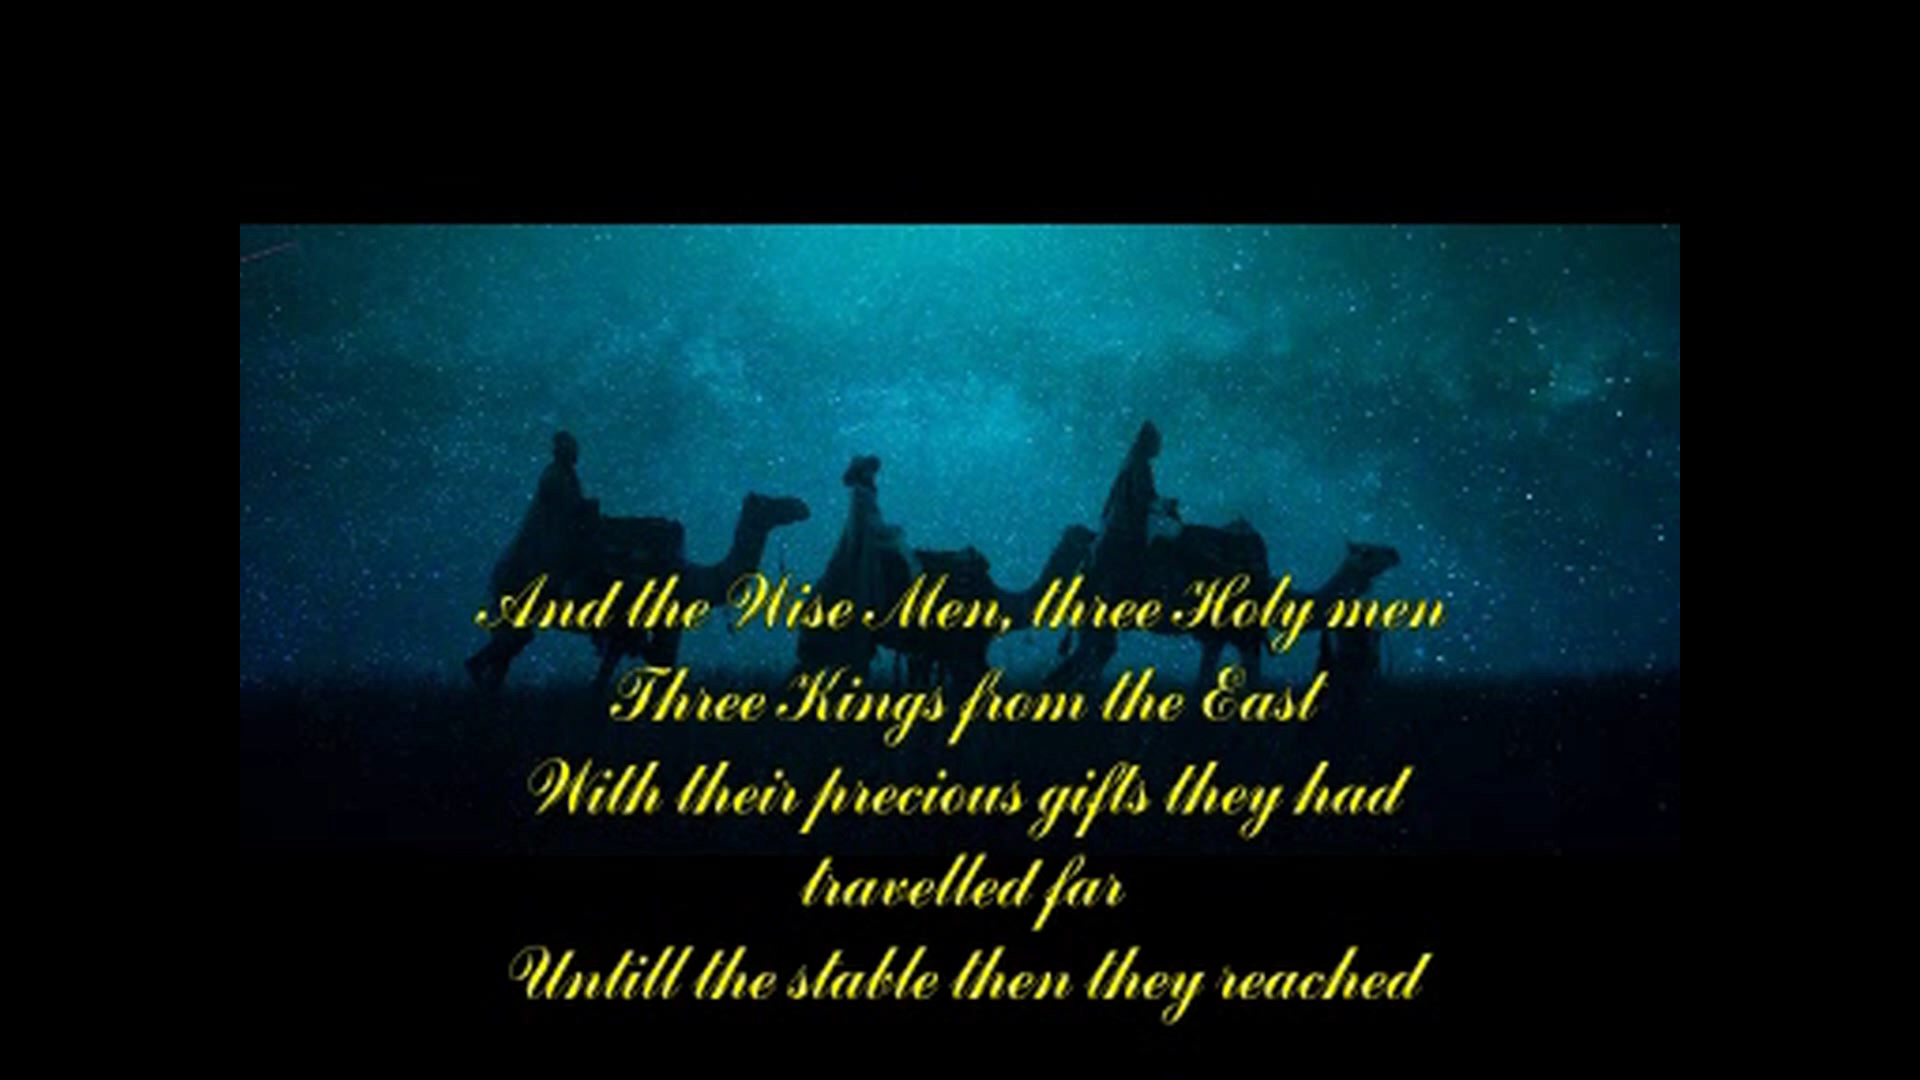 And the Wise Men, three Holy men
Three Kings from the East
With their precious gifts they had
travelled far
Untill the stable then they reached